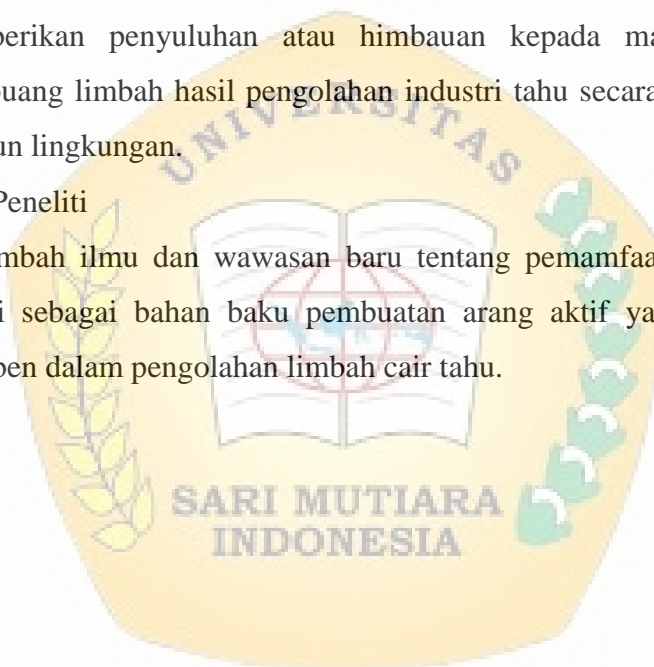 berikan penyuluhan atau himbauan kepada ma
buang limbah hasil pengolahan industri tahu secara
un lingkungan.
UNIVERSITAS
Peneliti
mbah ilmu dan wawasan baru tentang pemamfaa
i sebagai bahan baku pembuatan arang aktif ya
ben dalam pengolahan limbah cair tahu.
SARI MUTIARA
INDONESIA